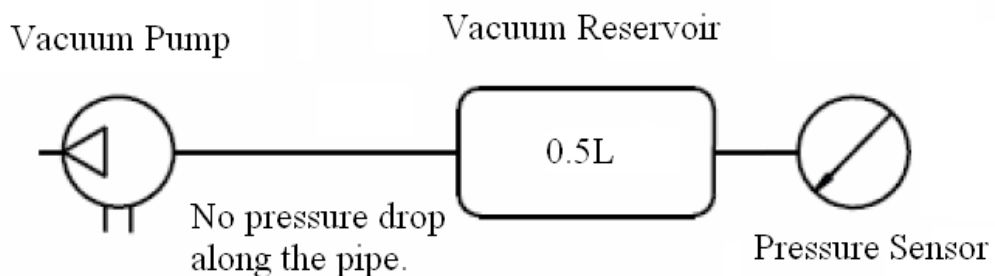 Vacuum Pump
Vacuum Reservoir
0.5L
No pressure drop
along the pipe.
Pressure Sensor